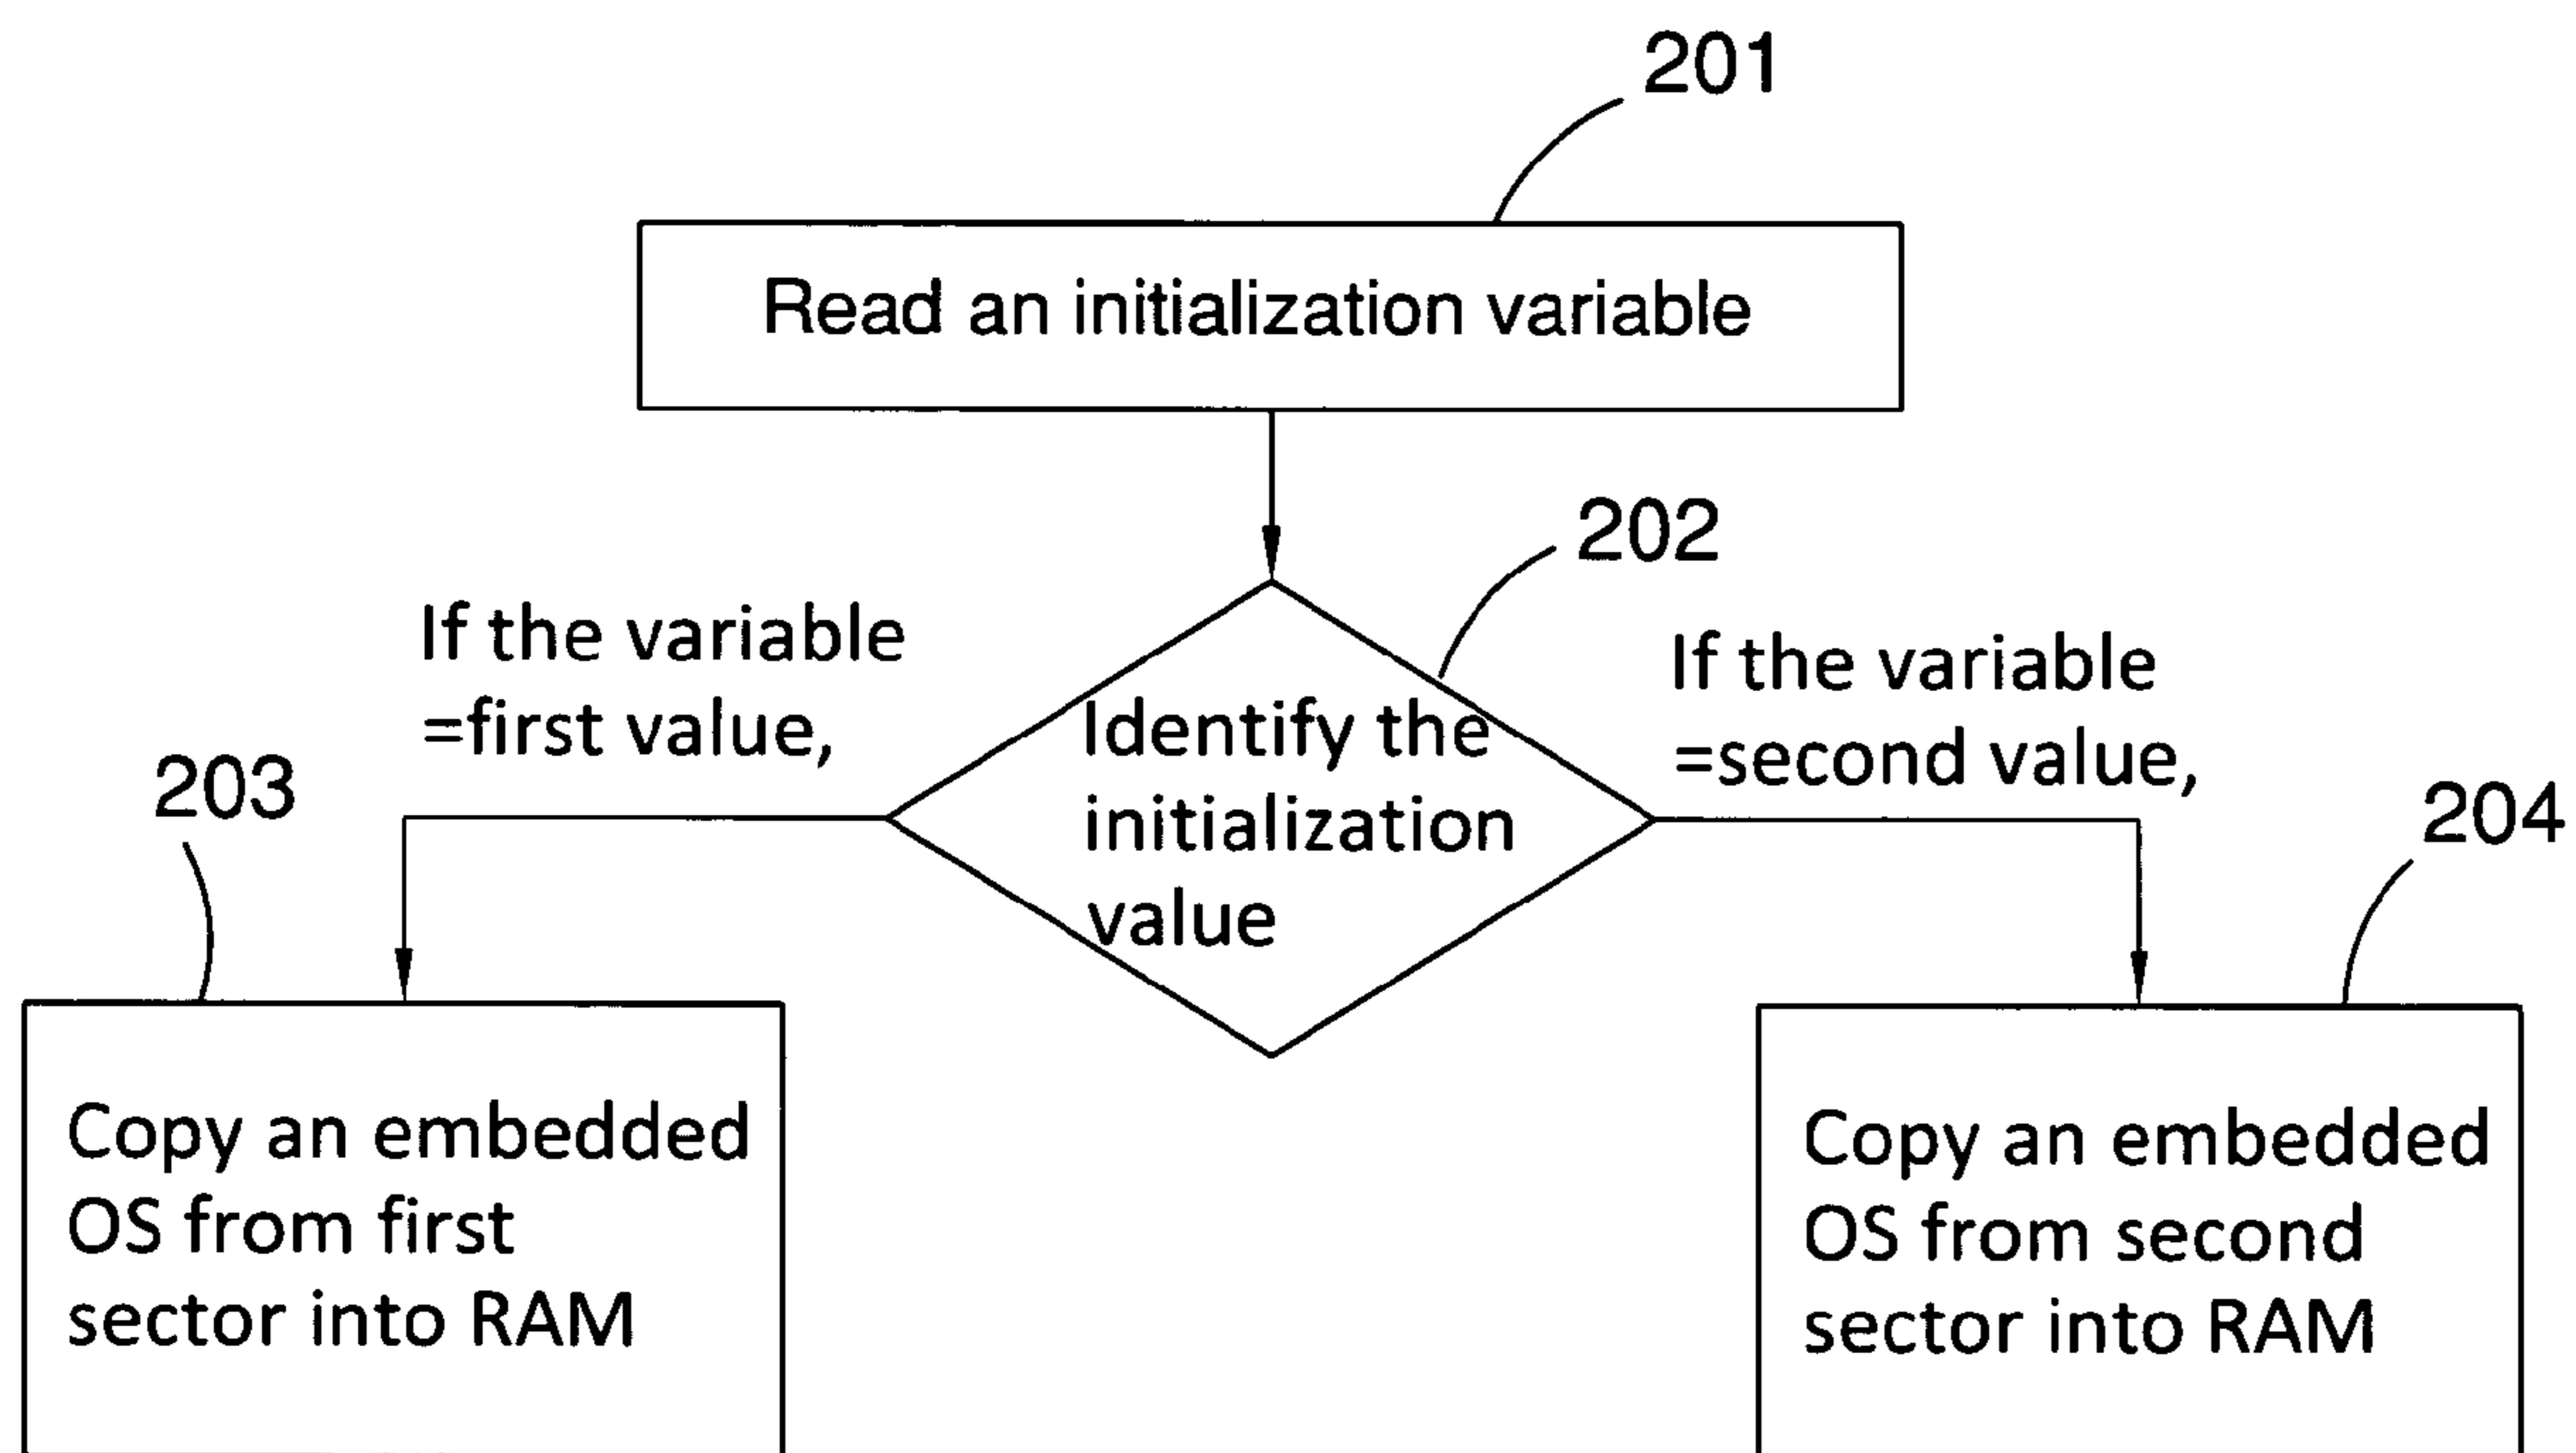 201
Read an initialization variable
202
If the variable
=first value,
Identify the
initialization
value
If the variable
=second value,
203
204
Copy an embedded
OS from first
sector into RAM
Copy an embedded
OS from second
sector into RAM